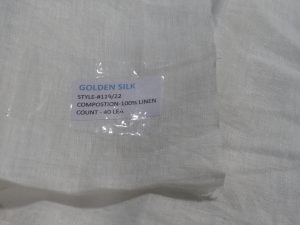 GOLDEN SILK
STYLE-#119/22
COMPOSTION-100% LINEN
COUNT - 40 LEA